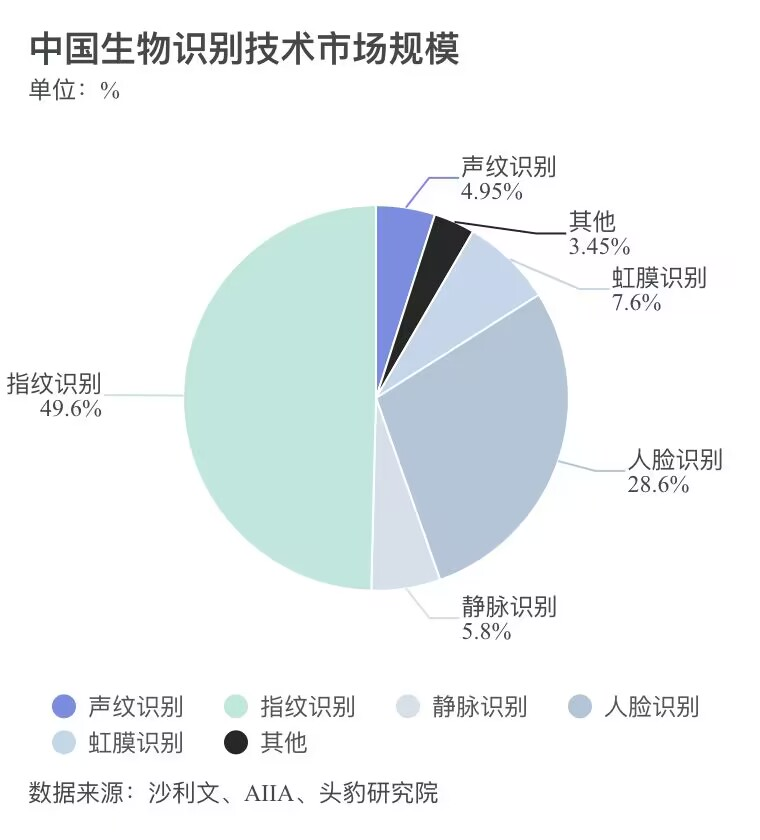 中国生物识别技术市场规模
单位：%
声纹识别
4.95%
其他
3.45%
虹膜识别
7.6%
指纹识别
49.6%
人脸识别
28.6%
静脉识别
5.8%
声纹识别 指纹识别 静脉识别 人脸识别
虹膜识别 其他
数据来源：沙利文、AIIA、头豹研究院